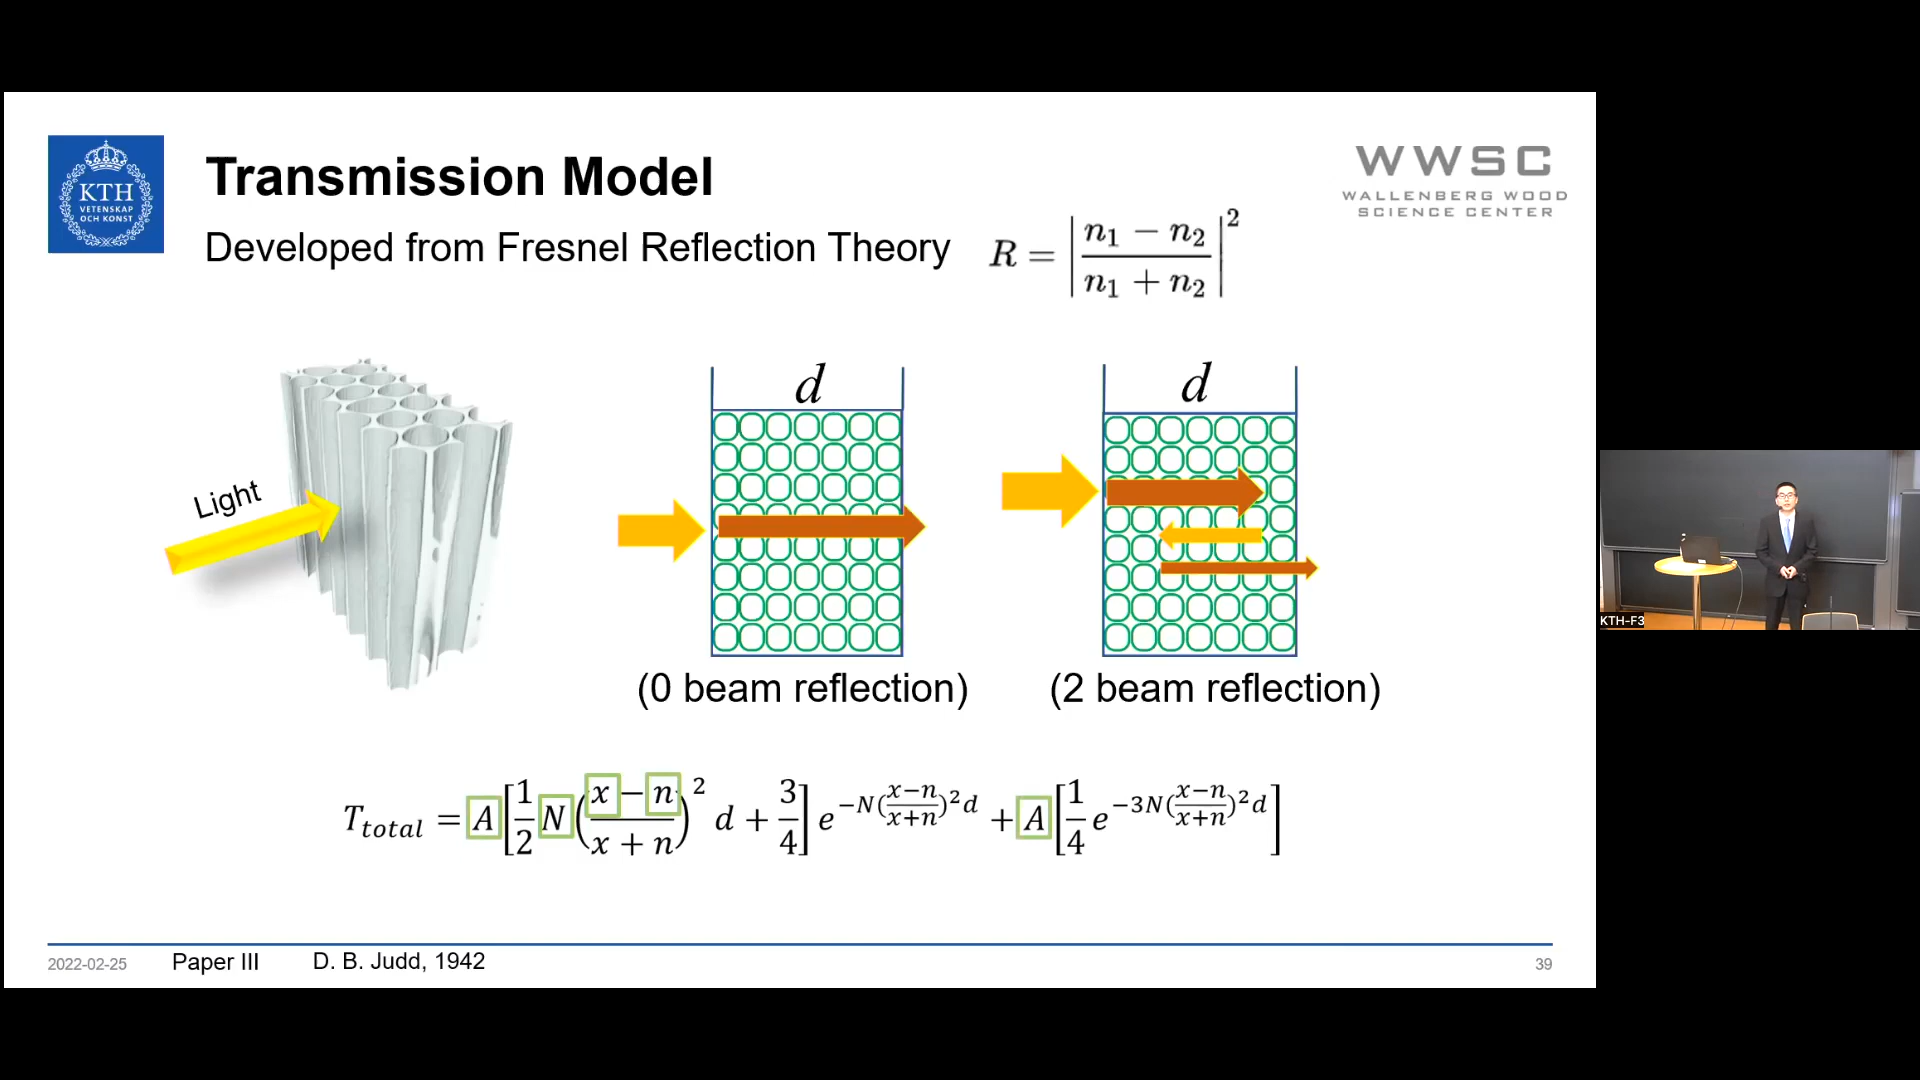 KTH
VETENSKAP
OCH KONST
Transmission Model
WWSC
WALLENBERG WOOD
SCIENCE CENTER
Developed from Fresnel Reflection Theory
R = |(n₁ − n₂)/(n₁ + n₂)|²
Light
d
d
(0 beam reflection)
(2 beam reflection)
T_total = A[1/2 N((x−n)/(x+n))² d + 3/4] e^(−N((x−n)/(x+n))²d) + A[1/4 e^(−3N((x−n)/(x+n))²d)]
2022-02-25
Paper III
D. B. Judd, 1942
39
KTH-F3